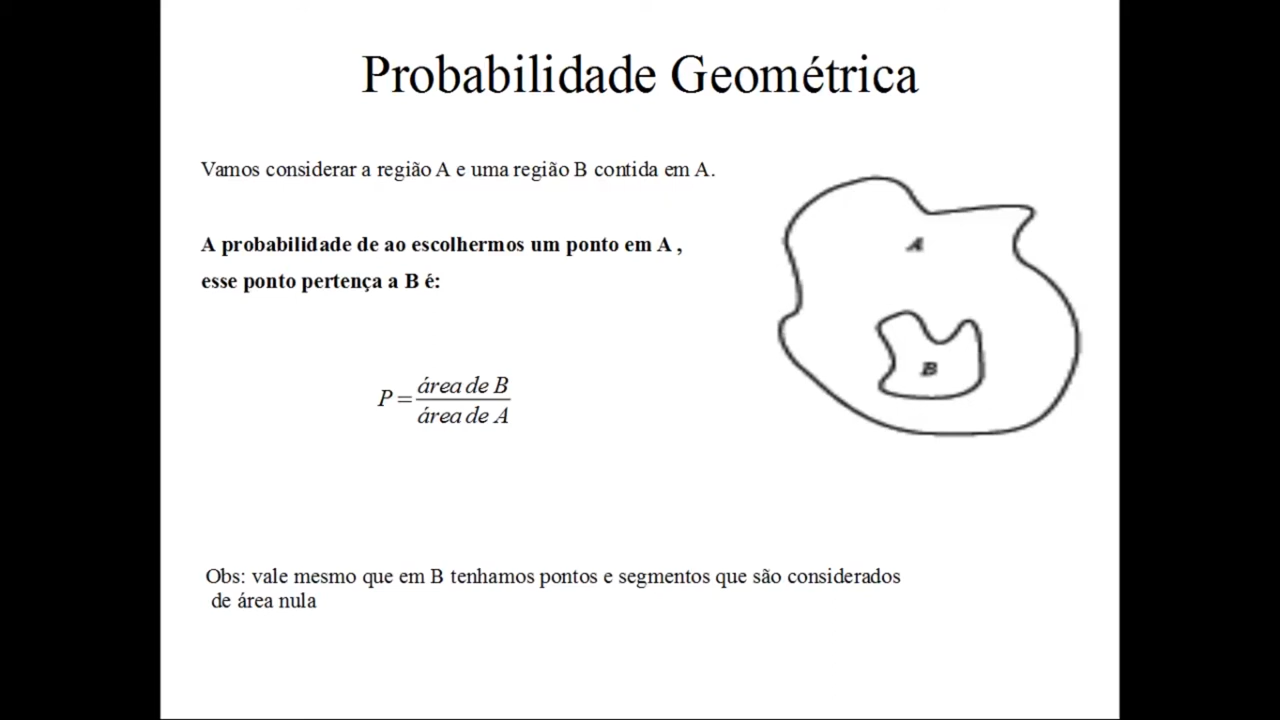 Probabilidade Geométrica
Vamos considerar a região A e uma região B contida em A.
A probabilidade de ao escolhermos um ponto em A ,
esse ponto pertença a B é:
P = área de B / área de A
A
B
Obs: vale mesmo que em B tenhamos pontos e segmentos que são considerados
de área nula